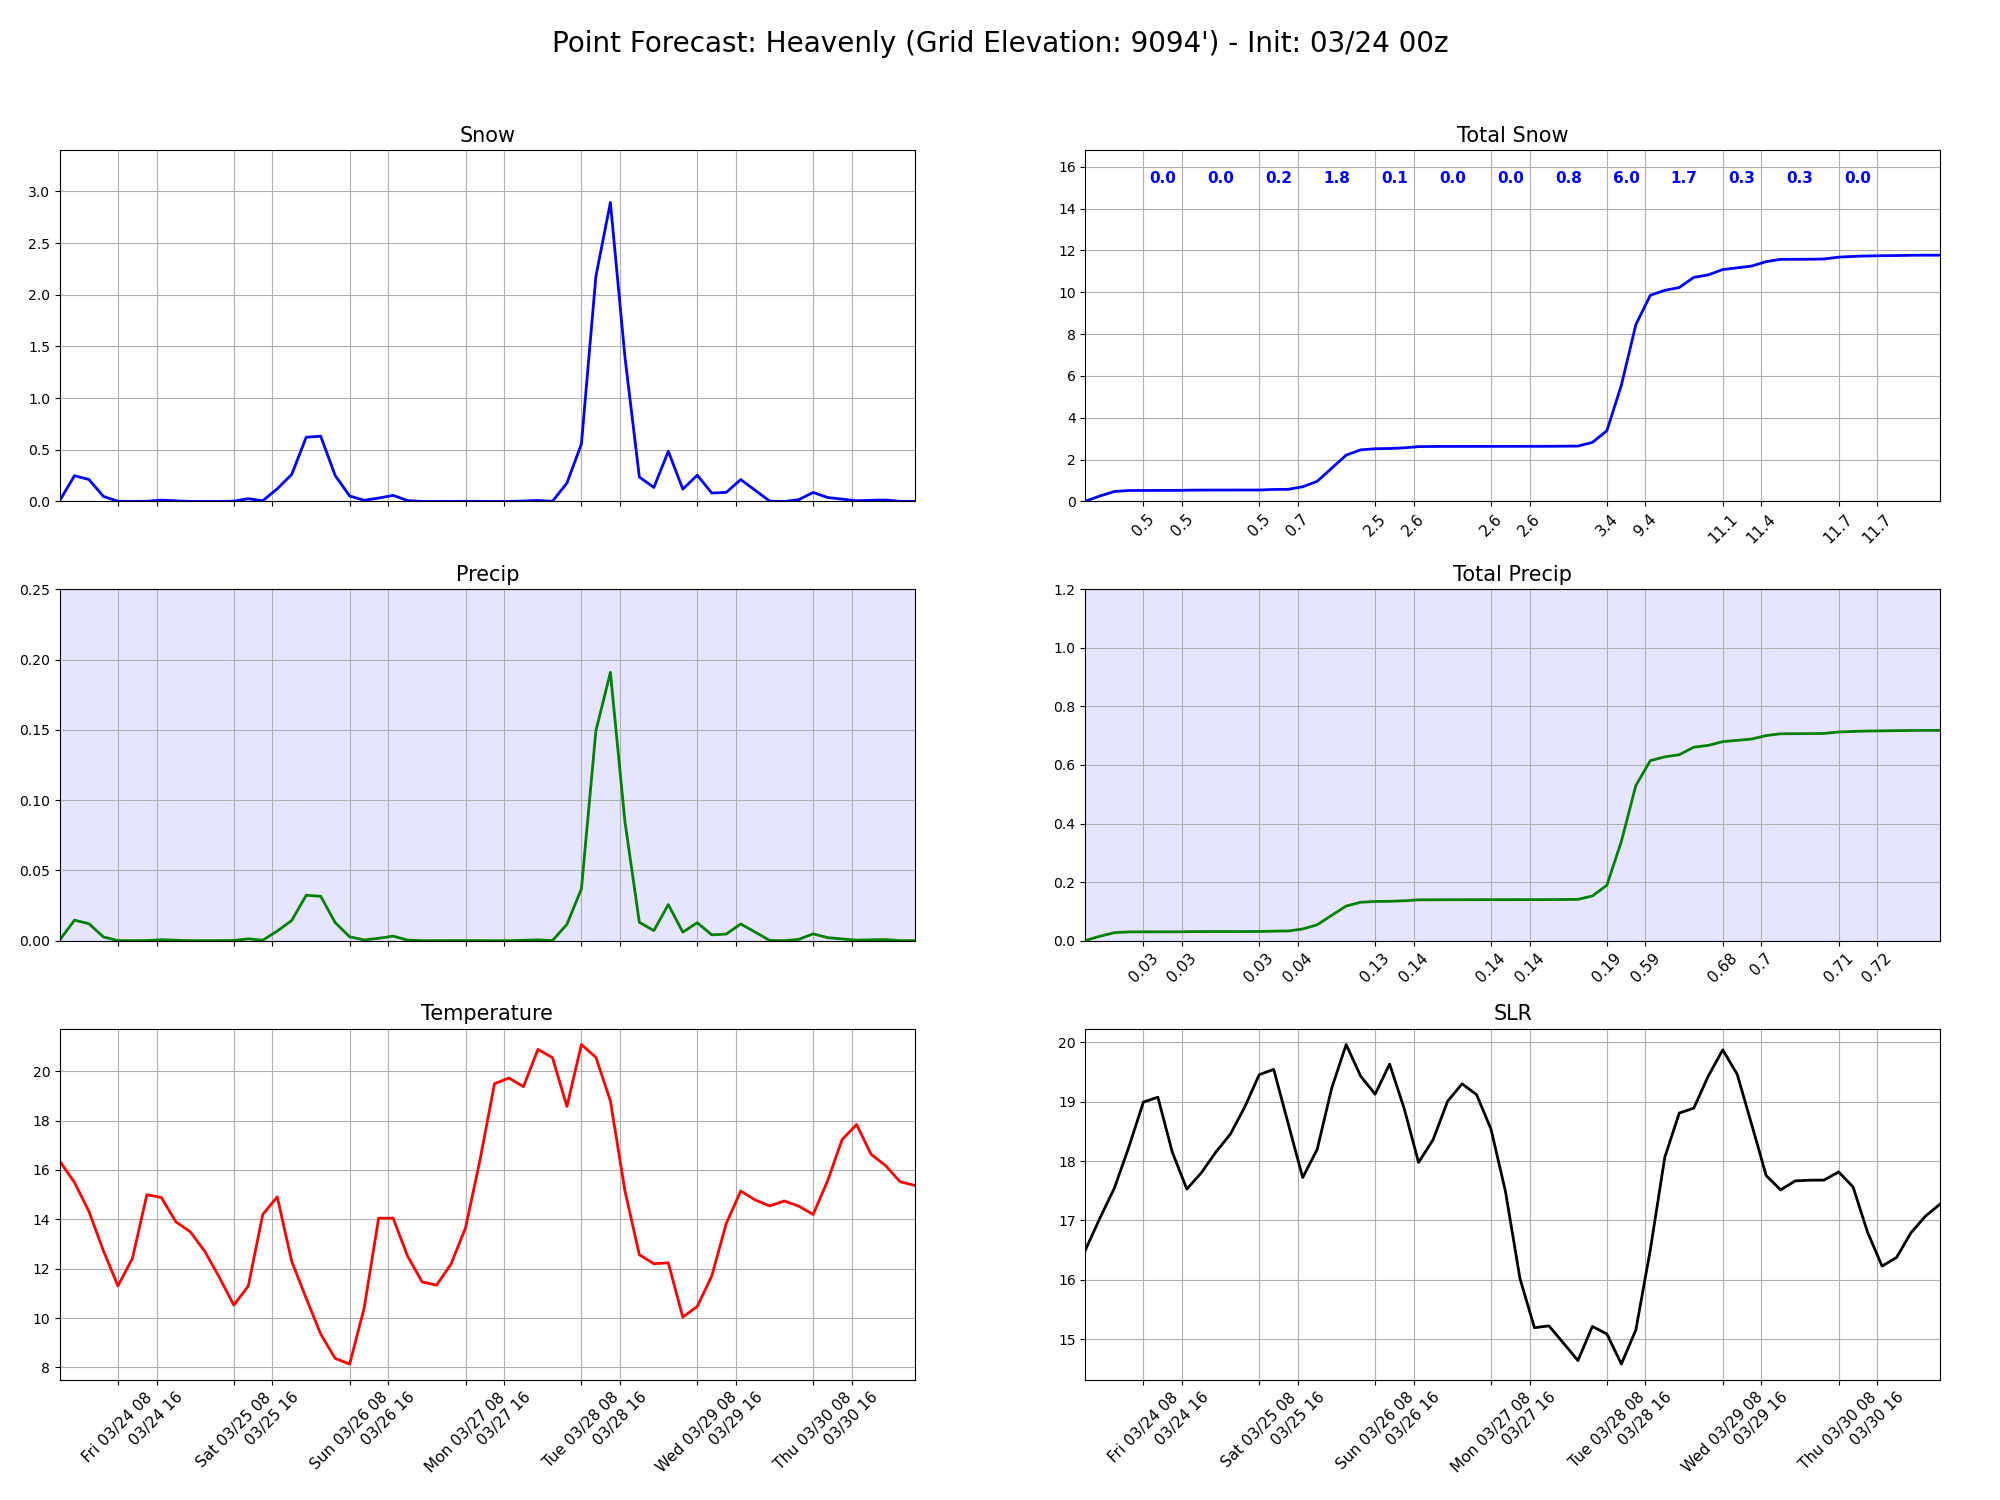 Point Forecast: Heavenly (Grid Elevation: 9094') - Init: 03/24 00z
Snow
3.0
2.5
2.0
1.5
1.0
0.5
0.0
Total Snow
0.0 0.0 0.2 1.8 0.1 0.0 0.0 0.8 6.0 1.7 0.3 0.3 0.0
16
14
12
10
8
6
4
2
0
0.5 0.5 0.5 0.7 2.5 2.6 2.6 2.6 3.4 9.4 11.1 11.4 11.7 11.7
Precip
0.25
0.20
0.15
0.10
0.05
0.00
Total Precip
1.2
1.0
0.8
0.6
0.4
0.2
0.0
0.03 0.03 0.03 0.04 0.13 0.14 0.14 0.14 0.19 0.59 0.68 0.7 0.71 0.72
Temperature
20
18
16
14
12
10
8
Fri 03/24 08
03/24 16
Sat 03/25 08
03/25 16
Sun 03/26 08
03/26 16
Mon 03/27 08
03/27 16
Tue 03/28 08
03/28 16
Wed 03/29 08
03/29 16
Thu 03/30 08
03/30 16
SLR
20
19
18
17
16
15
Fri 03/24 08
03/24 16
Sat 03/25 08
03/25 16
Sun 03/26 08
03/26 16
Mon 03/27 08
03/27 16
Tue 03/28 08
03/28 16
Wed 03/29 08
03/29 16
Thu 03/30 08
03/30 16